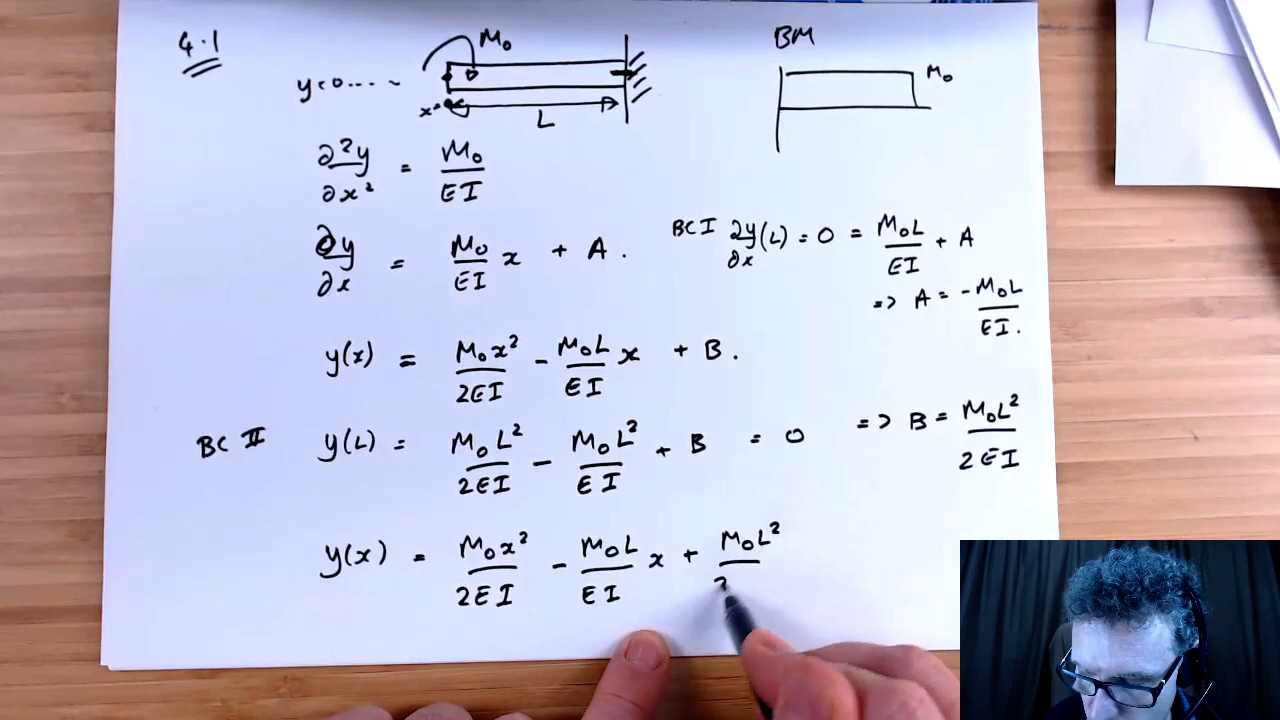 4.1
M₀
y=0....
x=0
L
BM
M₀
∂²y/∂x² = M₀/EI
∂y/∂x = M₀/EI x + A.
BC I ∂y/∂x(L) = 0 = M₀L/EI + A
=> A = -M₀L/EI.
y(x) = M₀x²/2EI - M₀L/EI x + B.
BC II y(L) = M₀L²/2EI - M₀L²/EI + B = 0 => B = M₀L²/2EI
y(x) = M₀x²/2EI - M₀L/EI x + M₀L²/2